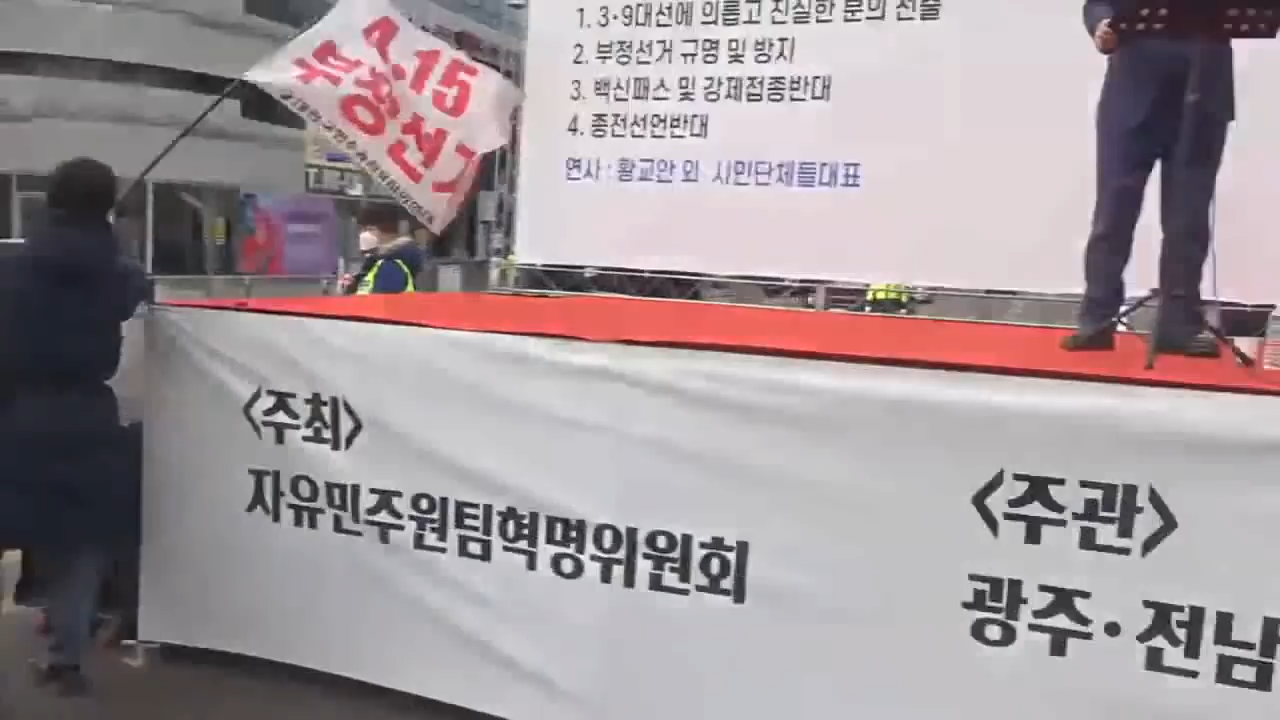 4.15
부정선거
1. 3·9대선에 의롭고 진실한 분의 선출
2. 부정선거 규명 및 방지
3. 백신패스 및 강제접종반대
4. 종전선언반대
연사 : 황교안 외 시민단체들대표
<주최>
자유민주원팀혁명위원회
<주관>
광주·전남